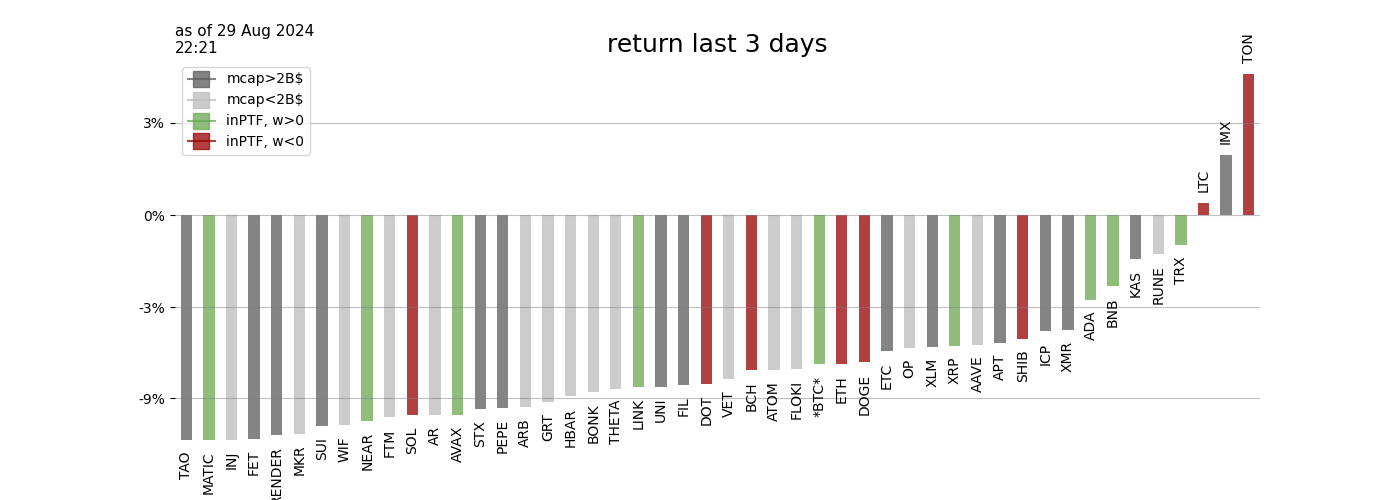 as of 29 Aug 2024
22:21
return last 3 days
mcap>2B$
mcap<2B$
inPTF, w>0
inPTF, w<0
3%
0%
-3%
-9%
TAO
MATIC
INJ
FET
RENDER
MKR
SUI
WIF
NEAR
FTM
SOL
AR
AVAX
STX
PEPE
ARB
GRT
HBAR
BONK
THETA
LINK
UNI
FIL
DOT
VET
BCH
ATOM
FLOKI
*BTC*
ETH
DOGE
ETC
OP
XLM
XRP
AAVE
APT
SHIB
ICP
XMR
ADA
BNB
KAS
RUNE
TRX
LTC
IMX
TON